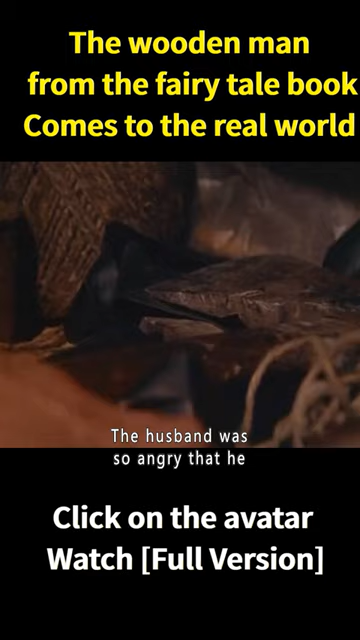 The wooden man
from the fairy tale book
Comes to the real world
The husband was
so angry that he
Click on the avatar
Watch [Full Version]